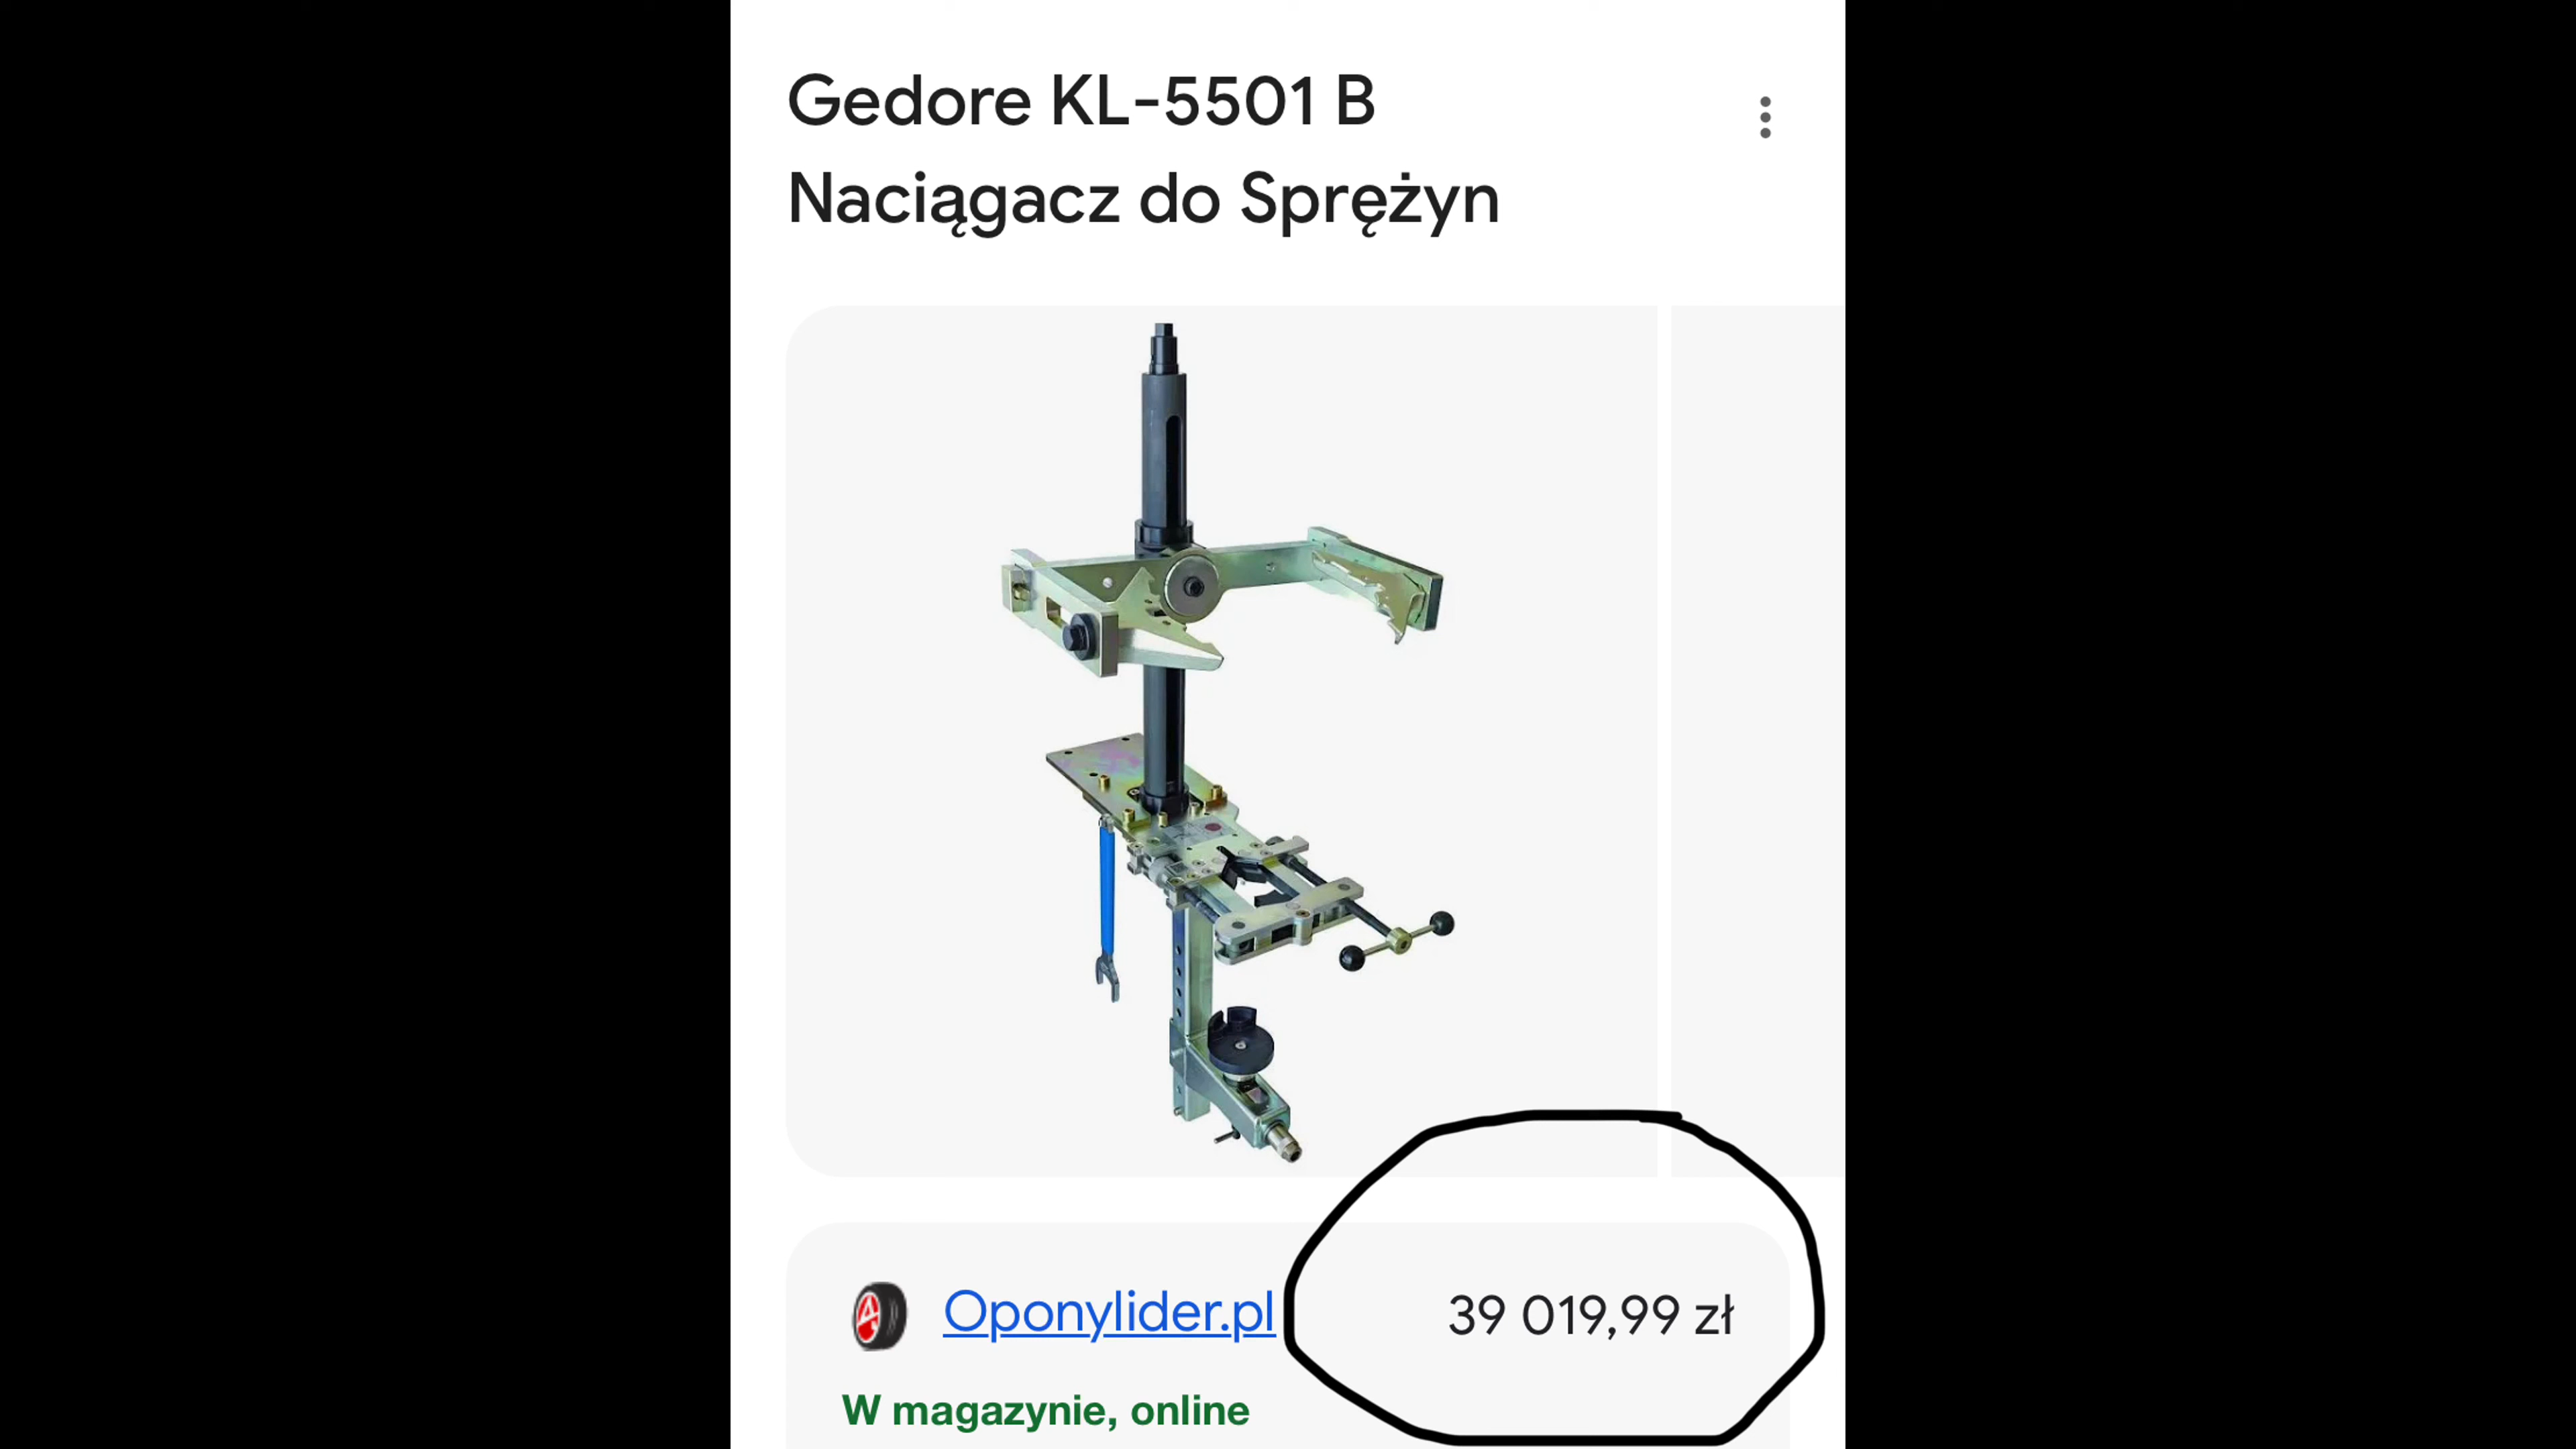 Gedore KL-5501 B
Naciągacz do Sprężyn
Oponylider.pl
39 019,99 zł
W magazynie, online